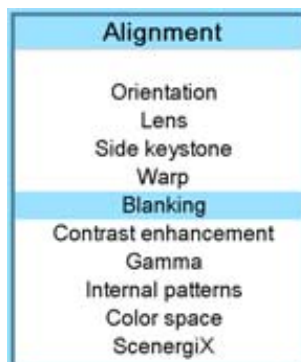 Alignment
Orientation
Lens
Side keystone
Warp
Blanking
Contrast enhancement
Gamma
Internal patterns
Color space
ScenergiX